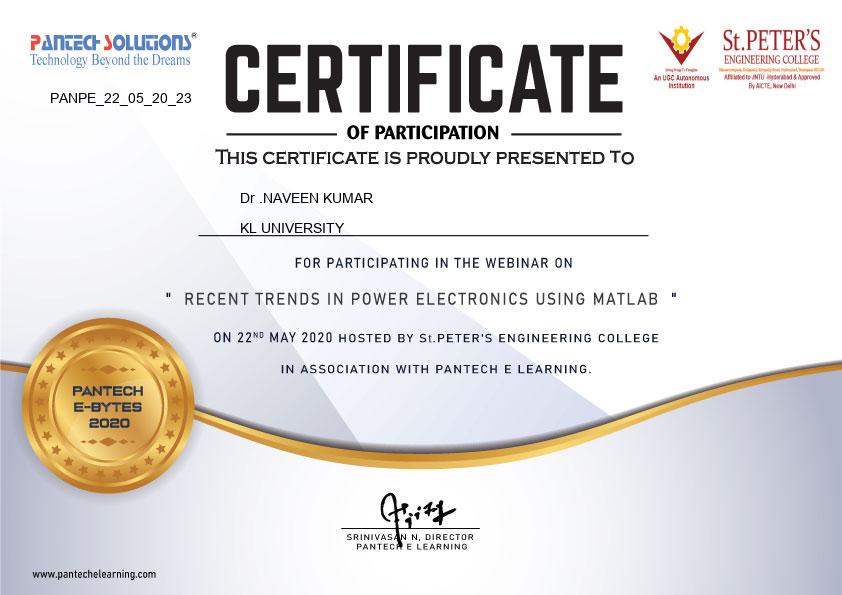 PANTECH SOLUTIONS®
Technology Beyond the Dreams
PANPE_22_05_20_23
CERTIFICATE
OF PARTICIPATION
An UGC Autonomous
Institution
St.PETER'S
ENGINEERING COLLEGE
Affiliated to JNTU Hyderabad & Approved
By AICTE, New Delhi
THIS CERTIFICATE IS PROUDLY PRESENTED TO
Dr .NAVEEN KUMAR
KL UNIVERSITY
FOR PARTICIPATING IN THE WEBINAR ON
" RECENT TRENDS IN POWER ELECTRONICS USING MATLAB "
ON 22ND MAY 2020 HOSTED BY St.PETER'S ENGINEERING COLLEGE
IN ASSOCIATION WITH PANTECH E LEARNING.
PANTECH
E-BYTES
2020
SRINIVASAN N, DIRECTOR
PANTECH E LEARNING
www.pantechelearning.com